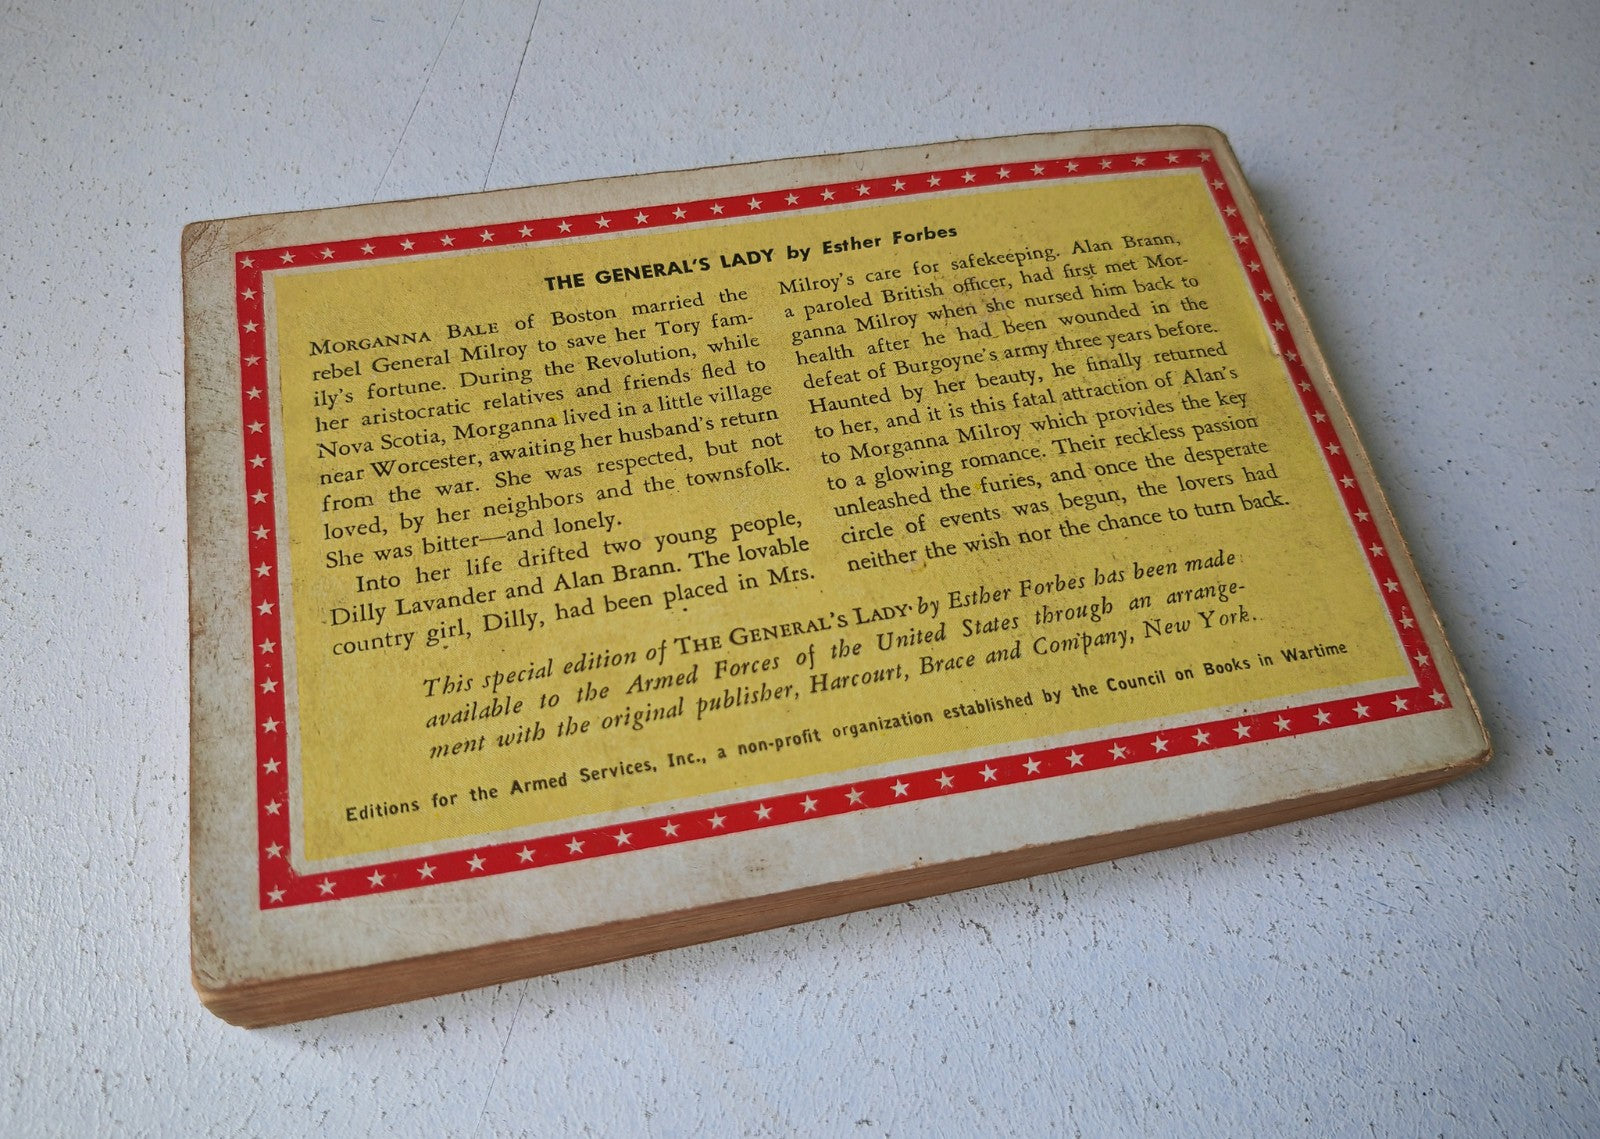 THE GENERAL'S LADY by Esther Forbes
MORGANNA BALE of Boston married the
rebel General Milroy to save her Tory fam-
ily's fortune. During the Revolution, while
her aristocratic relatives and friends fled to
Nova Scotia, Morganna lived in a little village
near Worcester, awaiting her husband's return
from the war. She was respected, but not
loved, by her neighbors and the townsfolk.
She was bitter—and lonely.
Into her life drifted two young people,
Dilly Lavander and Alan Brann. The lovable
country girl, Dilly, had been placed in Mrs.
Milroy's care for safekeeping. Alan Brann,
a paroled British officer, had first met Mor-
ganna Milroy when she nursed him back to
health after he had been wounded in the
defeat of Burgoyne's army three years before.
Haunted by her beauty, he finally returned
to her, and it is this fatal attraction of Alan's
to Morganna Milroy which provides the key
to a glowing romance. Their reckless passion
unleashed the furies, and once the desperate
circle of events was begun, the lovers had
neither the wish nor the chance to turn back.
This special edition of THE GENERAL'S LADY by Esther Forbes has been made
available to the Armed Forces of the United States through an arrange-
ment with the original publisher, Harcourt, Brace and Company, New York.
Editions for the Armed Services, Inc., a non-profit organization established by the Council on Books in Wartime